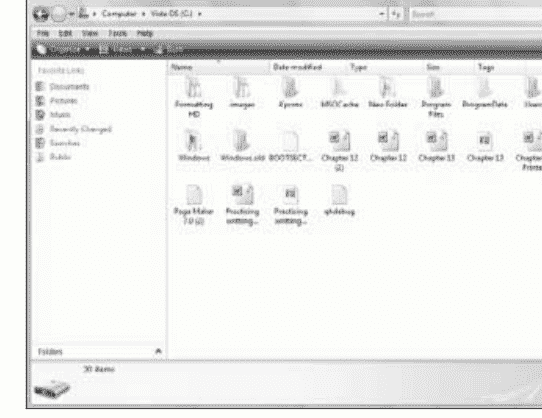 Computer ▸ Vista OS (C:) ▸
Search
File Edit View Tools Help
Organize Views
Name Date modified Type Size Tags
Favorite Links
Documents
Pictures
Music
Recently Changed
Searches
Public
Formatting HD
images
Xpress
MSOCache
New Folder
Program Files
ProgramData
Users
Windows
Windows.old
BOOTSECT...
Chapter 12 (2)
Chapter 12
Chapter 13
Chapter 13
Chapter
Page Maker 7.0 (2)
Practicing writting...
Practicing writting...
qhdebug
Folders
30 items